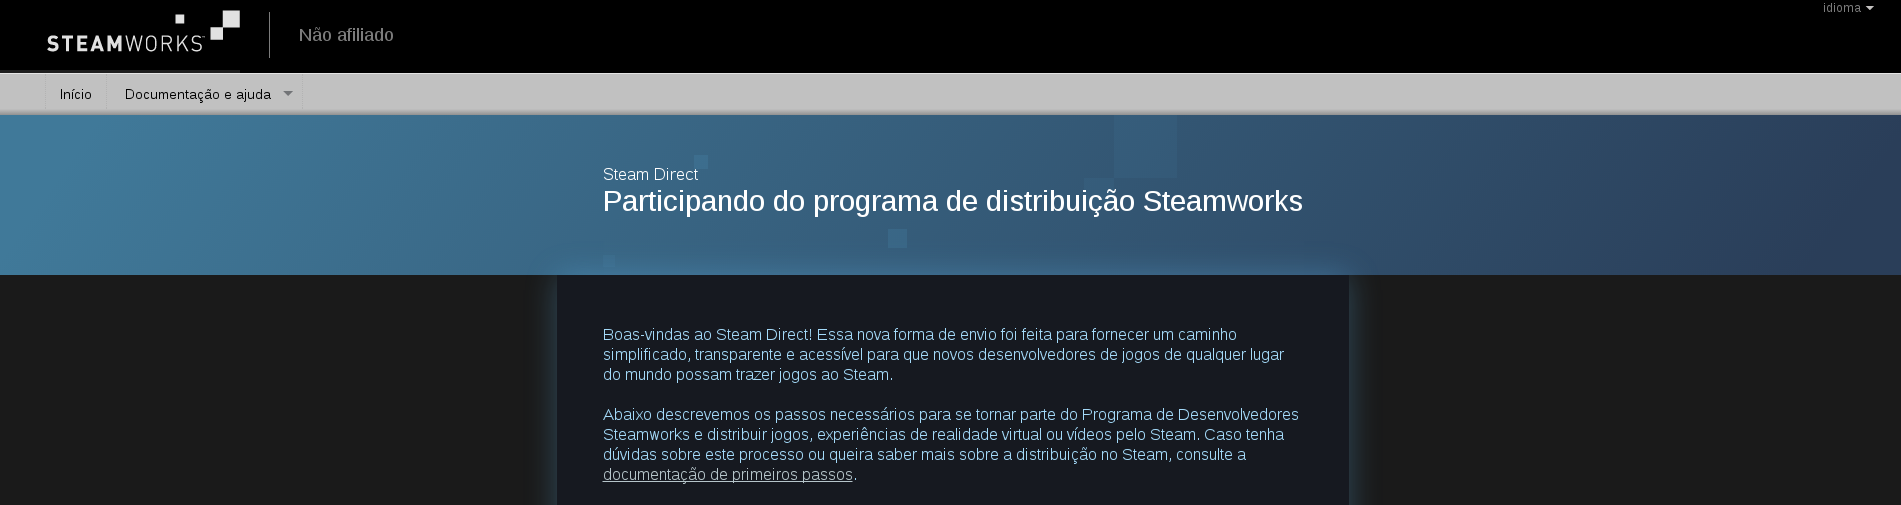 idioma
STEAMWORKS™
Não afiliado
Início
Documentação e ajuda
Steam Direct
Participando do programa de distribuição Steamworks
Boas-vindas ao Steam Direct! Essa nova forma de envio foi feita para fornecer um caminho
simplificado, transparente e acessível para que novos desenvolvedores de jogos de qualquer lugar
do mundo possam trazer jogos ao Steam.
Abaixo descrevemos os passos necessários para se tornar parte do Programa de Desenvolvedores
Steamworks e distribuir jogos, experiências de realidade virtual ou vídeos pelo Steam. Caso tenha
dúvidas sobre este processo ou queira saber mais sobre a distribuição no Steam, consulte a
documentação de primeiros passos.